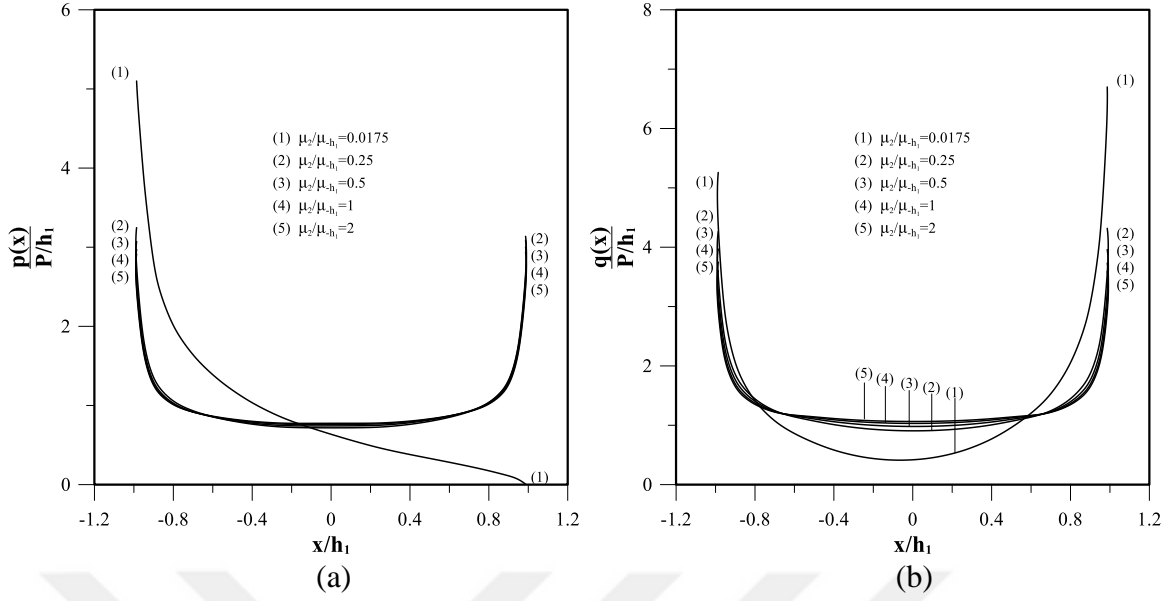 6
4
2
0
p(x)
P/h₁
-1.2 -0.8 -0.4 0 0.4 0.8 1.2
x/h₁
(1)
(2)
(3)
(4)
(5)
(1) μ₂/μ₋ₕ₁=0.0175
(2) μ₂/μ₋ₕ₁=0.25
(3) μ₂/μ₋ₕ₁=0.5
(4) μ₂/μ₋ₕ₁=1
(5) μ₂/μ₋ₕ₁=2
(2)
(3)
(4)
(5)
(1)
(a)
8
6
4
2
0
q(x)
P/h₁
-1.2 -0.8 -0.4 0 0.4 0.8 1.2
x/h₁
(1)
(2)
(3)
(4)
(5)
(1) μ₂/μ₋ₕ₁=0.0175
(2) μ₂/μ₋ₕ₁=0.25
(3) μ₂/μ₋ₕ₁=0.5
(4) μ₂/μ₋ₕ₁=1
(5) μ₂/μ₋ₕ₁=2
(5) (4) (3) (2) (1)
(1)
(2)
(3)
(4)
(5)
(b)